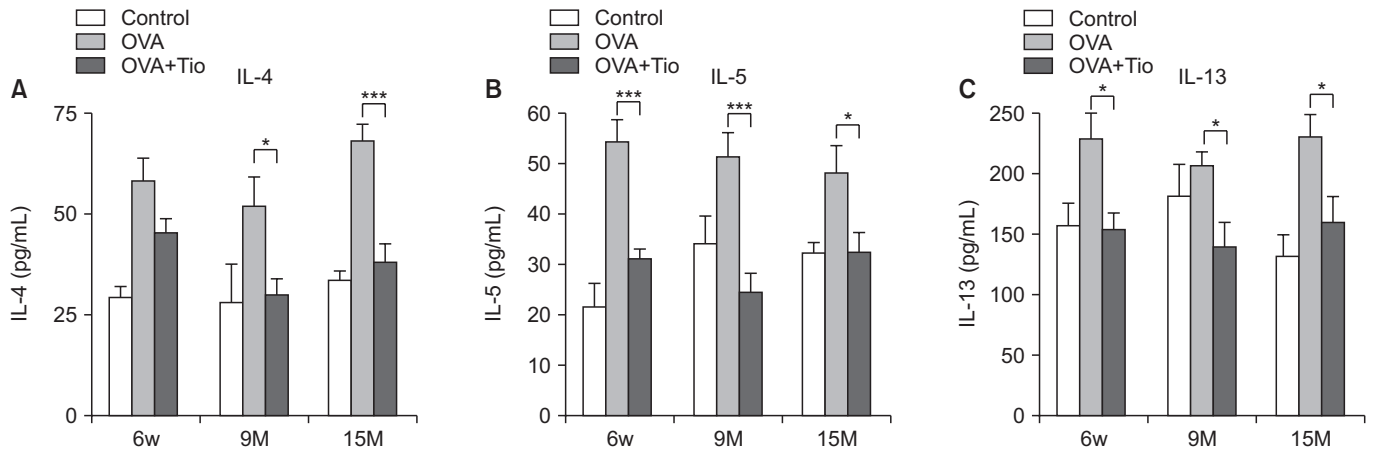 Control
OVA
OVA+Tio
A
IL-4
***
*
75
50
25
0
IL-4 (pg/mL)
6w
9M
15M
Control
OVA
OVA+Tio
B
IL-5
***
***
*
60
50
40
30
20
10
0
IL-5 (pg/mL)
6w
9M
15M
Control
OVA
OVA+Tio
C
IL-13
*
*
*
250
200
150
100
50
0
IL-13 (pg/mL)
6w
9M
15M